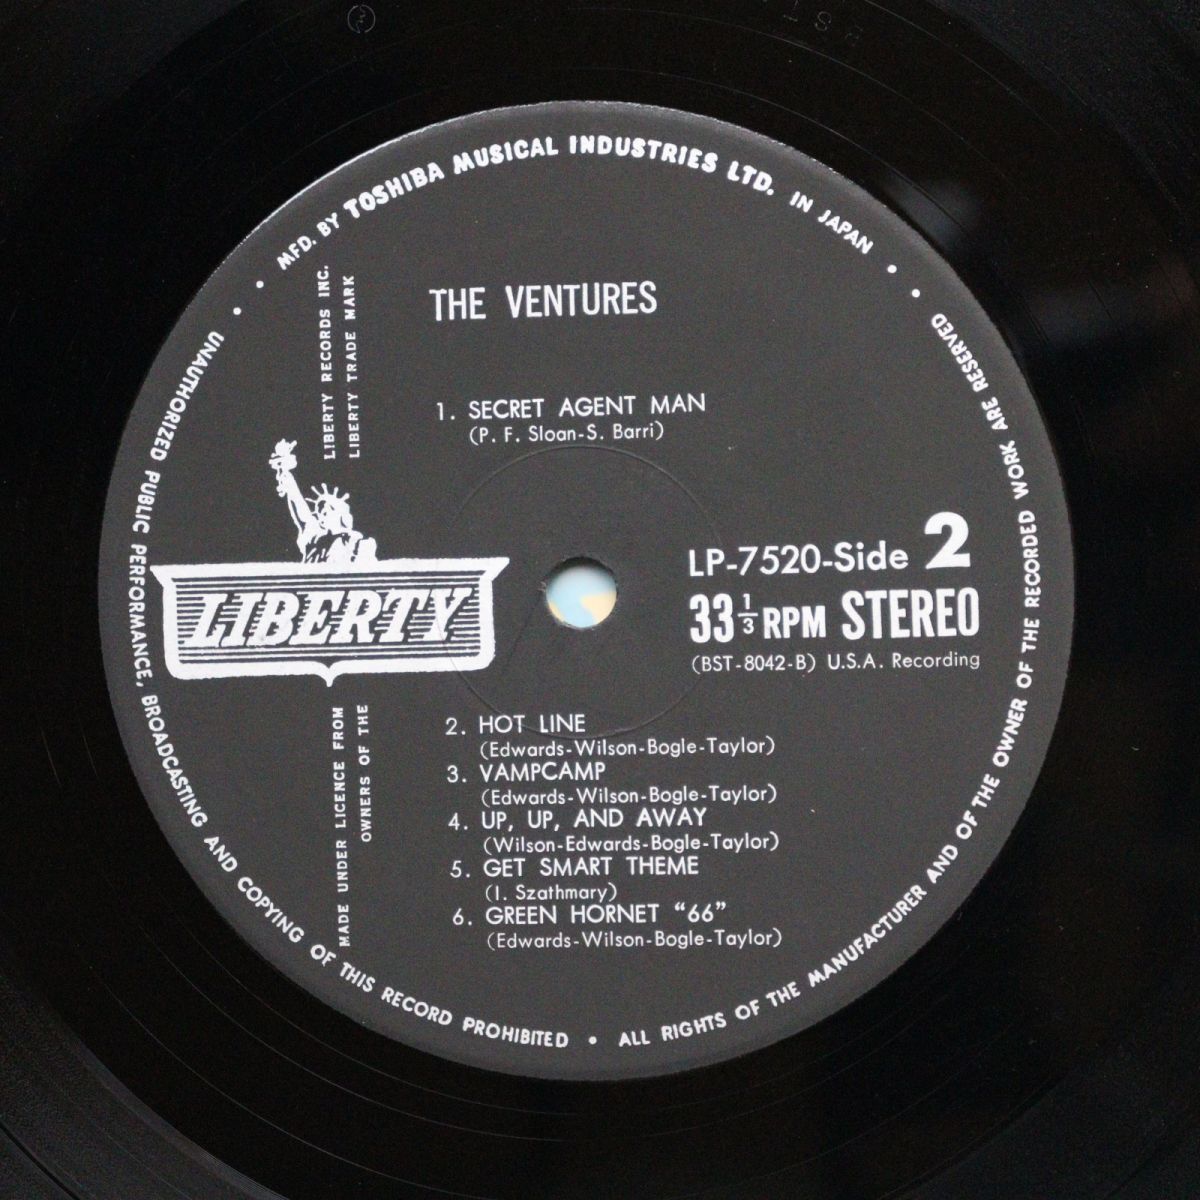 MFD. BY TOSHIBA MUSICAL INDUSTRIES LTD. IN JAPAN
LIBERTY RECORDS INC.
LIBERTY TRADE MARK
THE VENTURES
1. SECRET AGENT MAN
(P. F. Sloan-S. Barri)
LIBERTY
LP-7520-Side 2
33 1/3 RPM STEREO
(BST-8042-B) U.S.A. Recording
2. HOT LINE
(Edwards-Wilson-Bogle-Taylor)
3. VAMPCAMP
(Edwards-Wilson-Bogle-Taylor)
4. UP, UP, AND AWAY
(Wilson-Edwards-Bogle-Taylor)
5. GET SMART THEME
(I. Szathmary)
6. GREEN HORNET “66”
(Edwards-Wilson-Bogle-Taylor)
MADE UNDER LICENCE FROM
OWNERS OF THE
• UNAUTHORIZED PUBLIC PERFORMANCE, BROADCASTING AND COPYING OF THIS RECORD PROHIBITED • ALL RIGHTS OF THE MANUFACTURER AND OF THE OWNER OF THE RECORDED WORK ARE RESERVED •